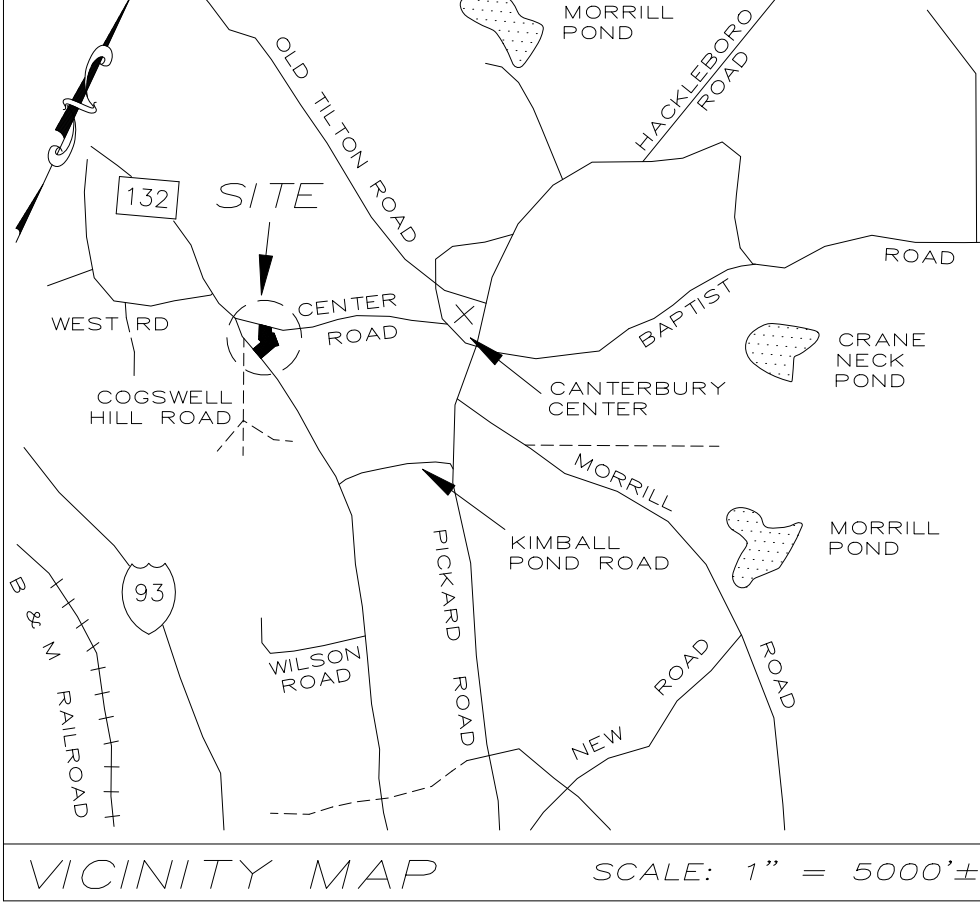 MORRILL
POND
HACKLEBORO
ROAD
OLD TILTON ROAD
132
SITE
ROAD
CENTER
ROAD
WEST RD
BAPTIST
CRANE
NECK
POND
COGSWELL
HILL ROAD
CANTERBURY
CENTER
MORRILL
MORRILL
POND
KIMBALL
POND ROAD
93
B & M RAILROAD
PICKARD ROAD
WILSON
ROAD
ROAD
ROAD
NEW
VICINITY MAP
SCALE: 1" = 5000'±